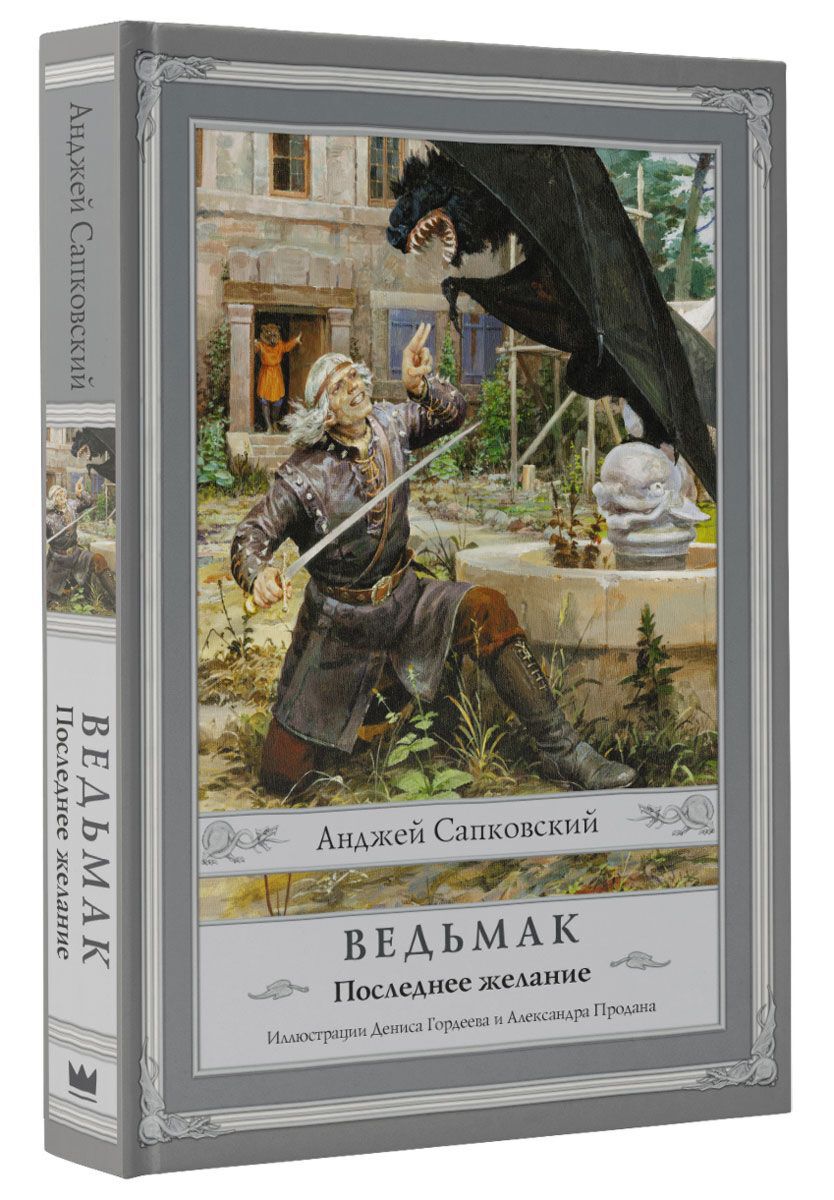 Анджей Сапковский
ВЕДЬМАК
Последнее желание
Анджей Сапковский
ВЕДЬМАК
Последнее желание
Иллюстрации Дениса Гордеева и Александра Продана